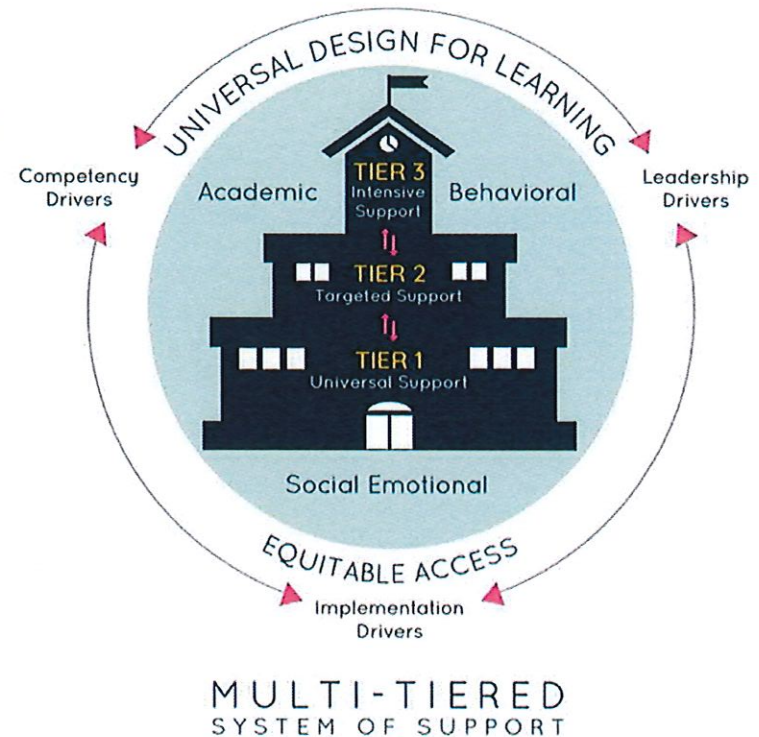 UNIVERSAL DESIGN FOR LEARNING
Competency
Drivers
Leadership
Drivers
Academic
Behavioral
TIER 3
Intensive
Support
TIER 2
Targeted Support
TIER 1
Universal Support
Social Emotional
EQUITABLE ACCESS
Implementation
Drivers
MULTI-TIERED
SYSTEM OF SUPPORT